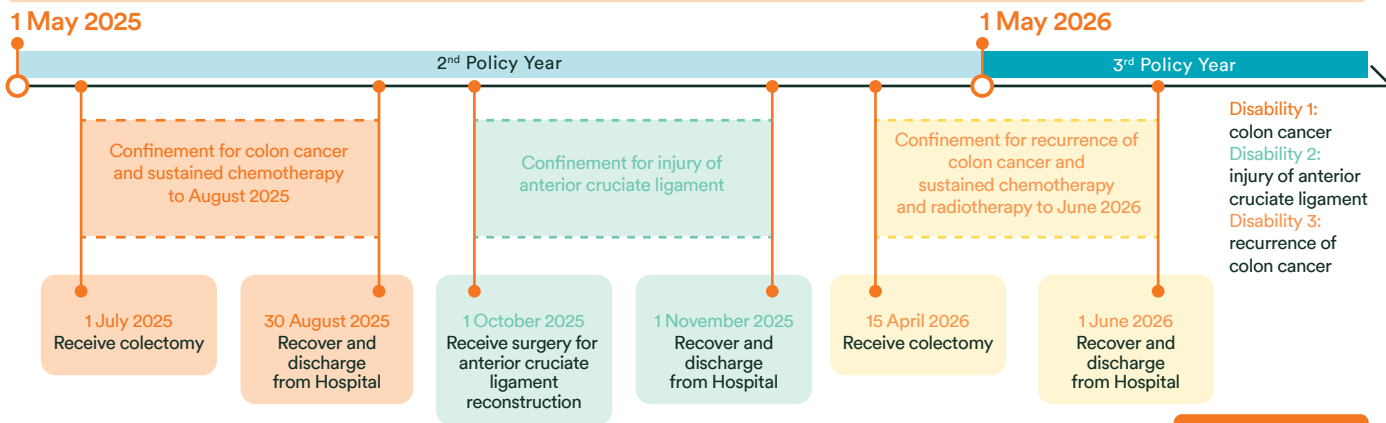 1 May 2025
1 May 2026
2nd Policy Year
3rd Policy Year
Confinement for colon cancer
and sustained chemotherapy
to August 2025
Confinement for injury of
anterior cruciate ligament
Confinement for recurrence of
colon cancer and
sustained chemotherapy
and radiotherapy to June 2026
Disability 1:
colon cancer
Disability 2:
injury of anterior
cruciate ligament
Disability 3:
recurrence of
colon cancer
1 July 2025
Receive colectomy
30 August 2025
Recover and
discharge
from Hospital
1 October 2025
Receive surgery for
anterior cruciate
ligament
reconstruction
1 November 2025
Recover and
discharge
from Hospital
15 April 2026
Receive colectomy
1 June 2026
Recover and
discharge
from Hospital